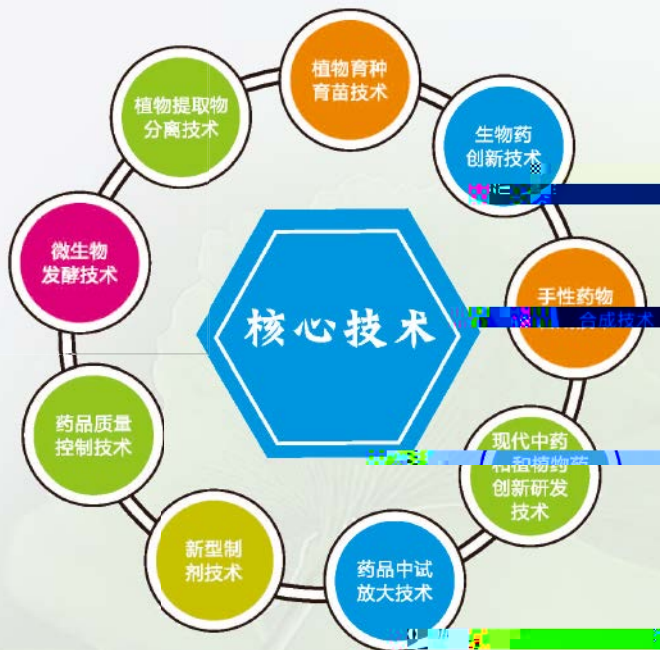 植物育种
育苗技术
生物药
创新技术
手性药物
合成技术
现代中药
和植物药
创新研发
技术
药品中试
放大技术
新型制
剂技术
药品质量
控制技术
微生物
发酵技术
植物提取物
分离技术
核心技术